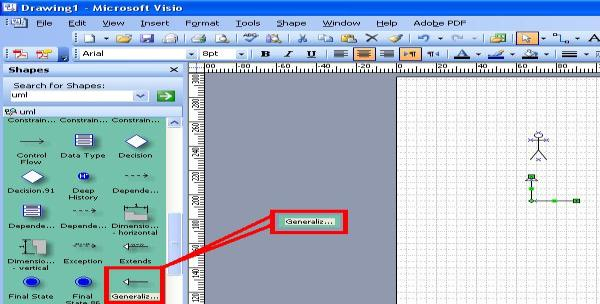 Drawing1 - Microsoft Visio
File Edit View Insert Format Tools Shape Window Help Adobe PDF
Arial 8pt B I U
Shapes
Search for Shapes:
uml
uml
Constrain... Constrain... Constrain...
Control Flow Data Type Decision
Decision.91 Deep History Depende...
Depende... Depende... Dimensio... - horizontal
Dimensio... - vertical Exception Extends
Final State Final State.86 Generaliz...
Generaliz...